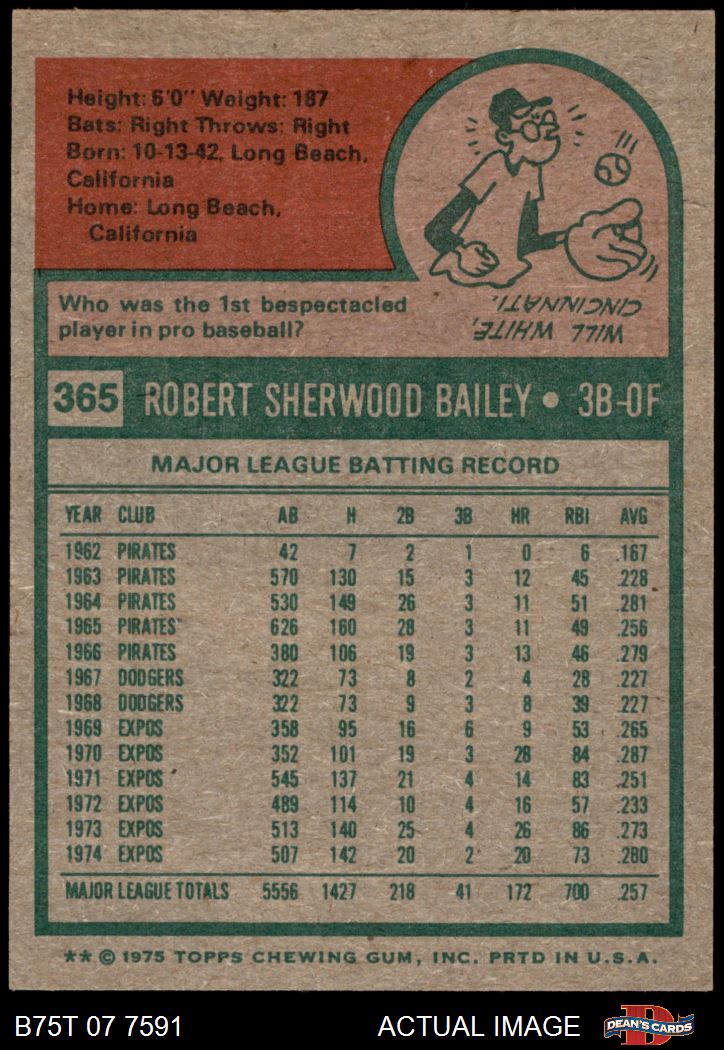 Height: 6'0" Weight: 187
Bats: Right Throws: Right
Born: 10-13-42, Long Beach,
California
Home: Long Beach,
California
Who was the 1st bespectacled
player in pro baseball?
WILL WHITE,
CINCINNATI.
365 ROBERT SHERWOOD BAILEY • 3B-OF
MAJOR LEAGUE BATTING RECORD
YEAR CLUB AB H 2B 3B HR RBI AVG
1962 PIRATES 42 7 2 1 0 6 .167
1963 PIRATES 570 130 15 3 12 45 .228
1964 PIRATES 530 149 26 3 11 51 .281
1965 PIRATES 626 160 28 3 11 49 .256
1966 PIRATES 380 106 19 3 13 46 .279
1967 DODGERS 322 73 8 2 4 28 .227
1968 DODGERS 322 73 9 3 8 39 .227
1969 EXPOS 358 95 16 6 9 53 .265
1970 EXPOS 352 101 19 3 28 84 .287
1971 EXPOS 545 137 21 4 14 83 .251
1972 EXPOS 489 114 10 4 16 57 .233
1973 EXPOS 513 140 25 4 26 86 .273
1974 EXPOS 507 142 20 2 20 73 .280
MAJOR LEAGUE TOTALS 5556 1427 218 41 172 700 .257
** © 1975 TOPPS CHEWING GUM, INC. PRTD IN U.S.A.
B75T 07 7591 ACTUAL IMAGE DEAN'S CARDS